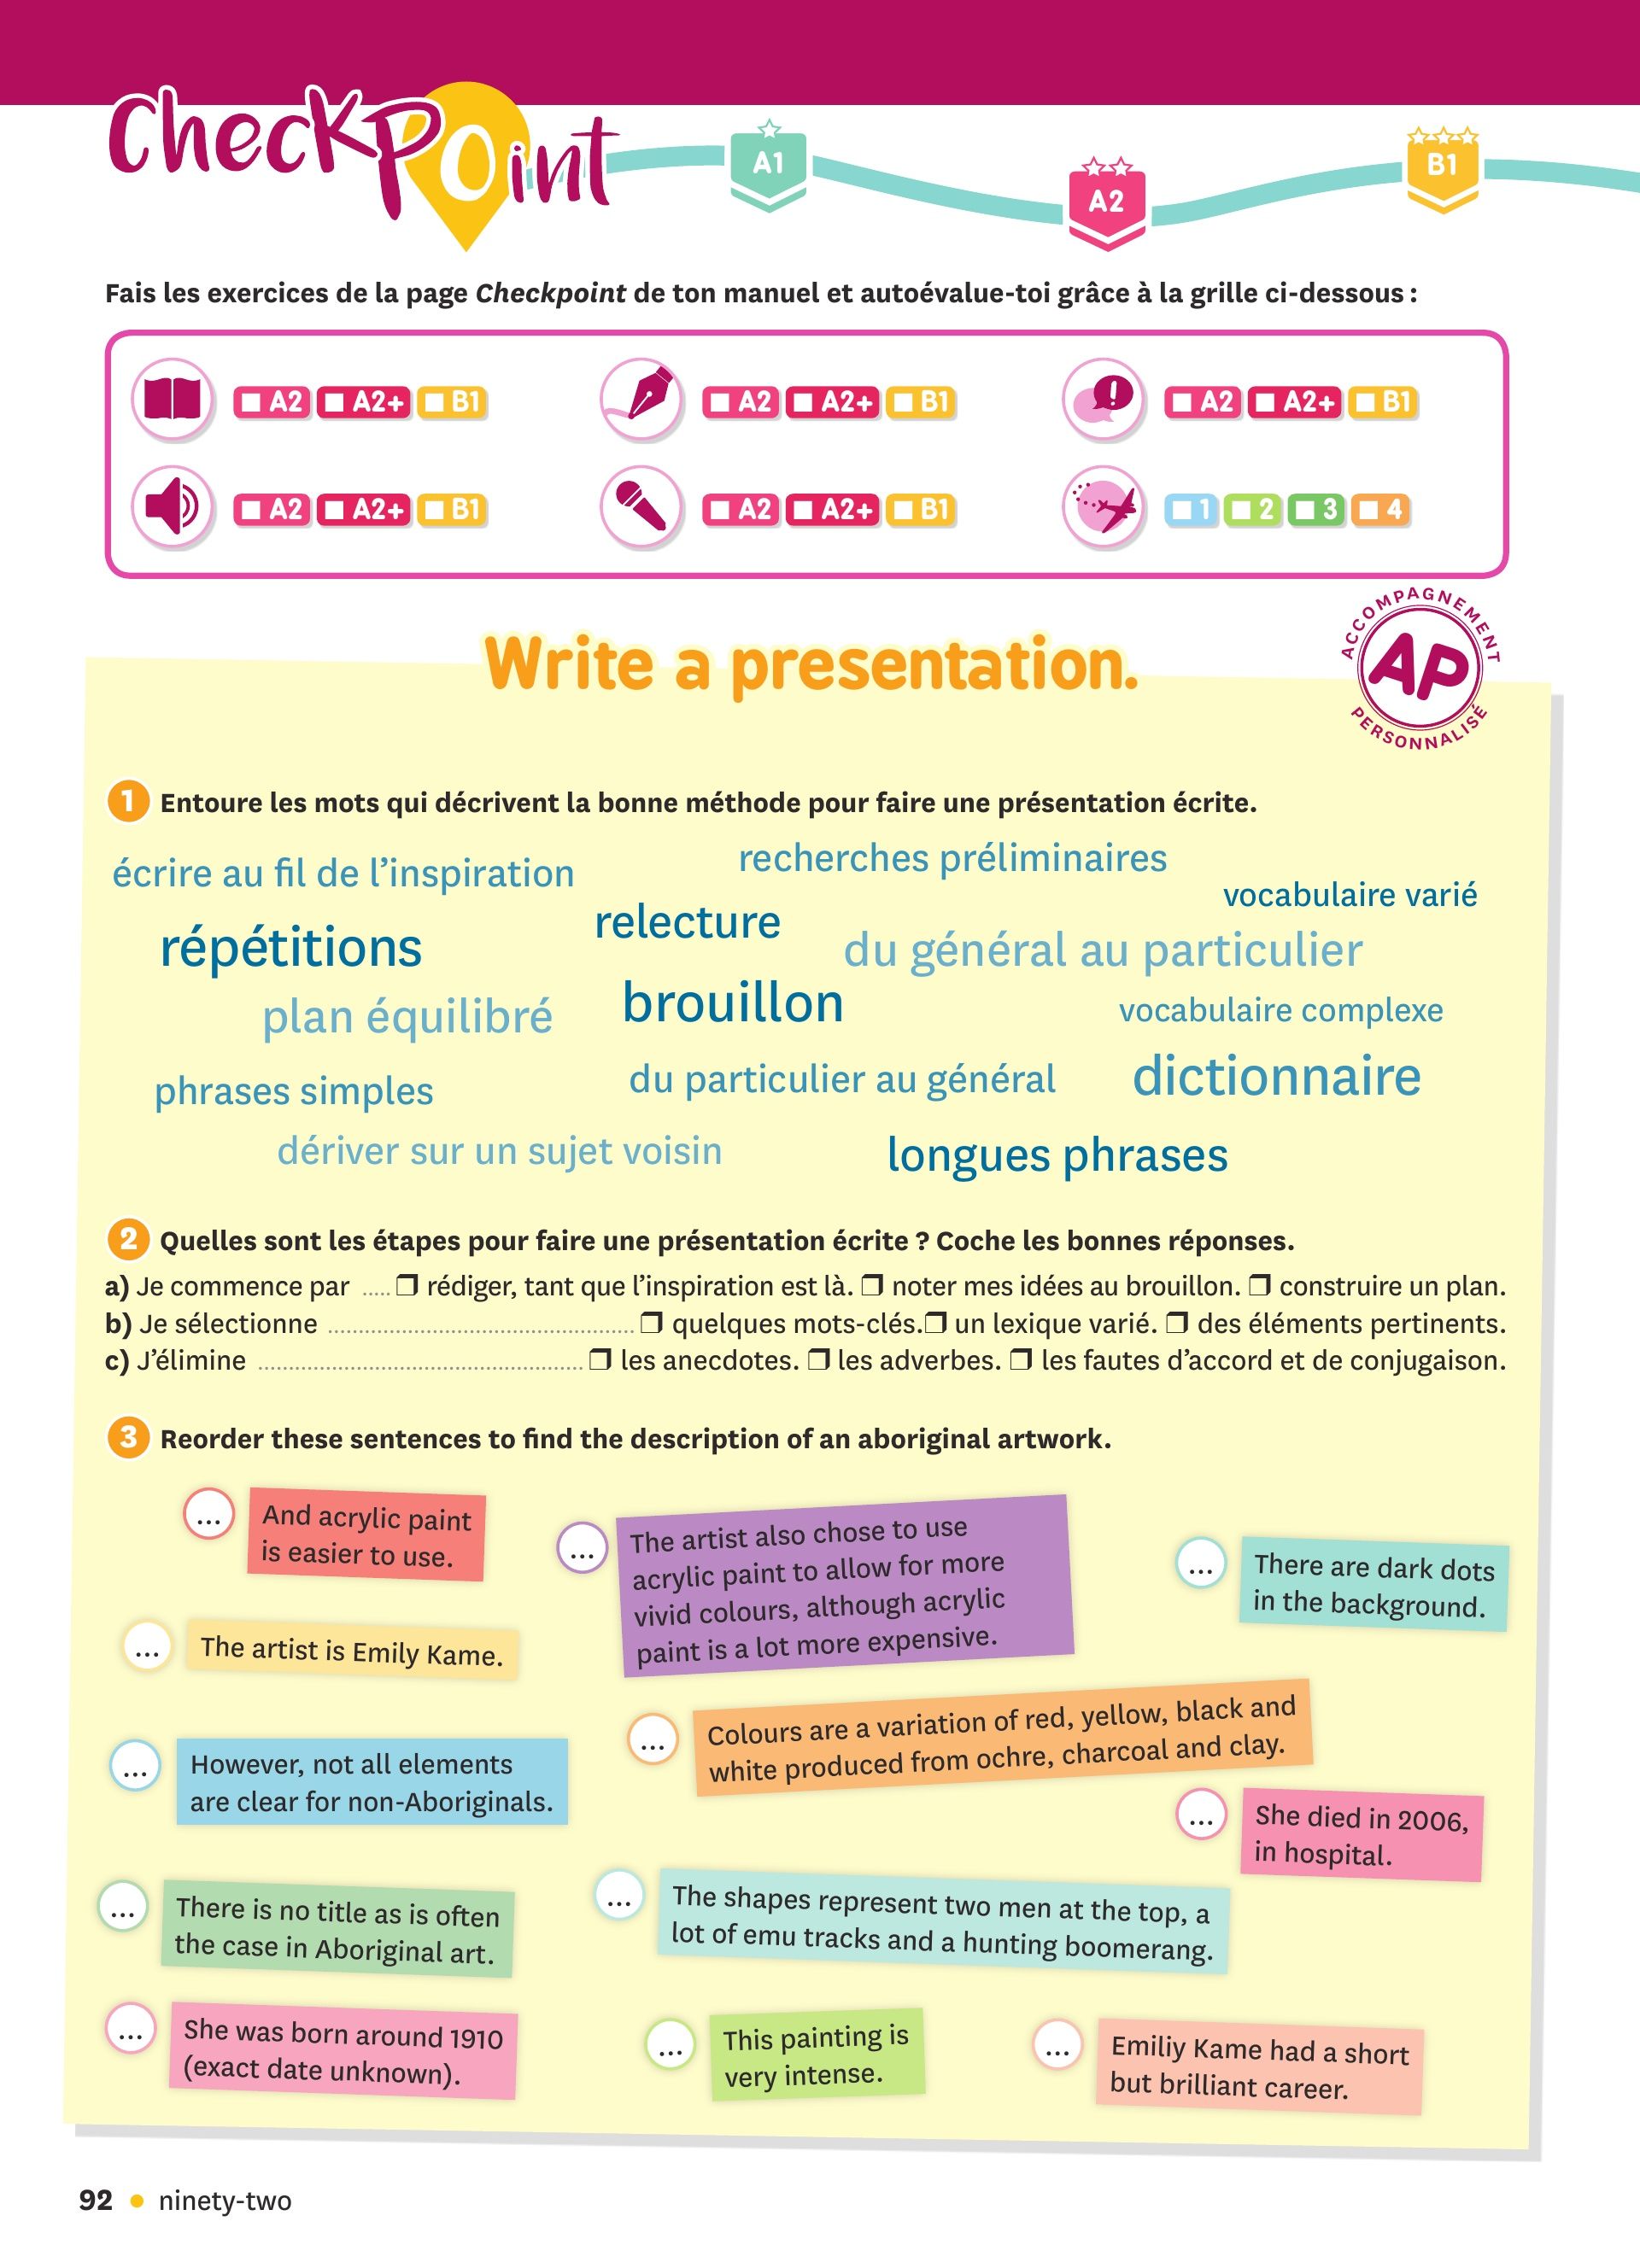 CheckPoint
A1
A2
B1
Fais les exercices de la page Checkpoint de ton manuel et autoévalue-toi grâce à la grille ci-dessous :
A2 A2+ B1
A2 A2+ B1
A2 A2+ B1
A2 A2+ B1
A2 A2+ B1
1 2 3 4
ACCOMPAGNEMENT
AP
PERSONNALISÉ
Write a presentation.
1 Entoure les mots qui décrivent la bonne méthode pour faire une présentation écrite.
écrire au fil de l'inspiration
recherches préliminaires
vocabulaire varié
répétitions
relecture
du général au particulier
plan équilibré
brouillon
vocabulaire complexe
phrases simples
du particulier au général
dictionnaire
dériver sur un sujet voisin
longues phrases
2 Quelles sont les étapes pour faire une présentation écrite ? Coche les bonnes réponses.
a) Je commence par ..... ❒ rédiger, tant que l'inspiration est là. ❒ noter mes idées au brouillon. ❒ construire un plan.
b) Je sélectionne .......................................... ❒ quelques mots-clés. ❒ un lexique varié. ❒ des éléments pertinents.
c) J'élimine ............................................ ❒ les anecdotes. ❒ les adverbes. ❒ les fautes d'accord et de conjugaison.
3 Reorder these sentences to find the description of an aboriginal artwork.
... And acrylic paint
is easier to use.
... The artist also chose to use
acrylic paint to allow for more
vivid colours, although acrylic
paint is a lot more expensive.
... There are dark dots
in the background.
... The artist is Emily Kame.
... Colours are a variation of red, yellow, black and
white produced from ochre, charcoal and clay.
... However, not all elements
are clear for non-Aboriginals.
... She died in 2006,
in hospital.
... There is no title as is often
the case in Aboriginal art.
... The shapes represent two men at the top, a
lot of emu tracks and a hunting boomerang.
... She was born around 1910
(exact date unknown).
... This painting is
very intense.
... Emiliy Kame had a short
but brilliant career.
92 • ninety-two